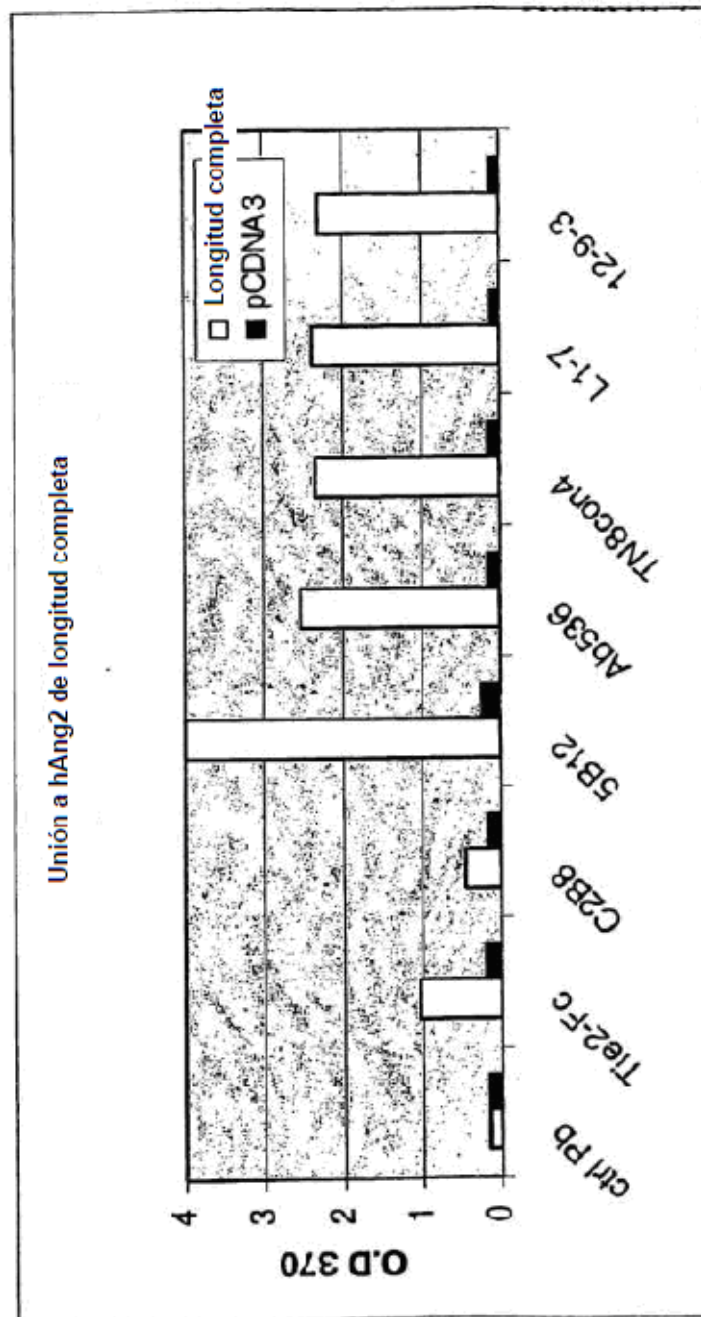 Unión a hAng2 de longitud completa
Longitud completa
pCDNA3
O.D 370
4
3
2
1
0
ctrl Pb
Tie2-Fc
C2B8
5B12
Ab536
TN8con4
L1-7
12-9-3